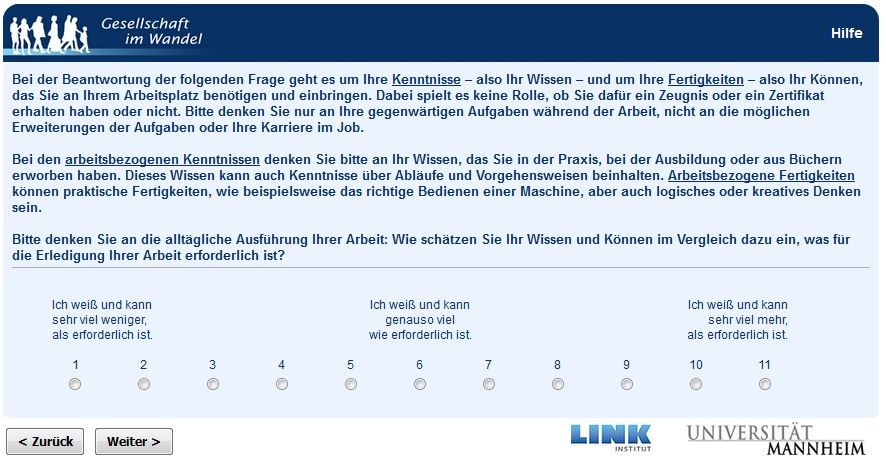 Gesellschaft
im Wandel
Hilfe
Bei der Beantwortung der folgenden Frage geht es um Ihre Kenntnisse – also Ihr Wissen – und um Ihre Fertigkeiten – also Ihr Können,
das Sie an Ihrem Arbeitsplatz benötigen und einbringen. Dabei spielt es keine Rolle, ob Sie dafür ein Zeugnis oder ein Zertifikat
erhalten haben oder nicht. Bitte denken Sie nur an Ihre gegenwärtigen Aufgaben während der Arbeit, nicht an die möglichen
Erweiterungen der Aufgaben oder Ihre Karriere im Job.
Bei den arbeitsbezogenen Kenntnissen denken Sie bitte an Ihr Wissen, das Sie in der Praxis, bei der Ausbildung oder aus Büchern
erworben haben. Dieses Wissen kann auch Kenntnisse über Abläufe und Vorgehensweisen beinhalten. Arbeitsbezogene Fertigkeiten
können praktische Fertigkeiten, wie beispielsweise das richtige Bedienen einer Maschine, aber auch logisches oder kreatives Denken
sein.
Bitte denken Sie an die alltägliche Ausführung Ihrer Arbeit: Wie schätzen Sie Ihr Wissen und Können im Vergleich dazu ein, was für
die Erledigung Ihrer Arbeit erforderlich ist?
Ich weiß und kann
sehr viel weniger,
als erforderlich ist.
Ich weiß und kann
genauso viel
wie erforderlich ist.
Ich weiß und kann
sehr viel mehr,
als erforderlich ist.
1 2 3 4 5 6 7 8 9 10 11
< Zurück Weiter >
LINK
INSTITUT
UNIVERSITÄT
MANNHEIM